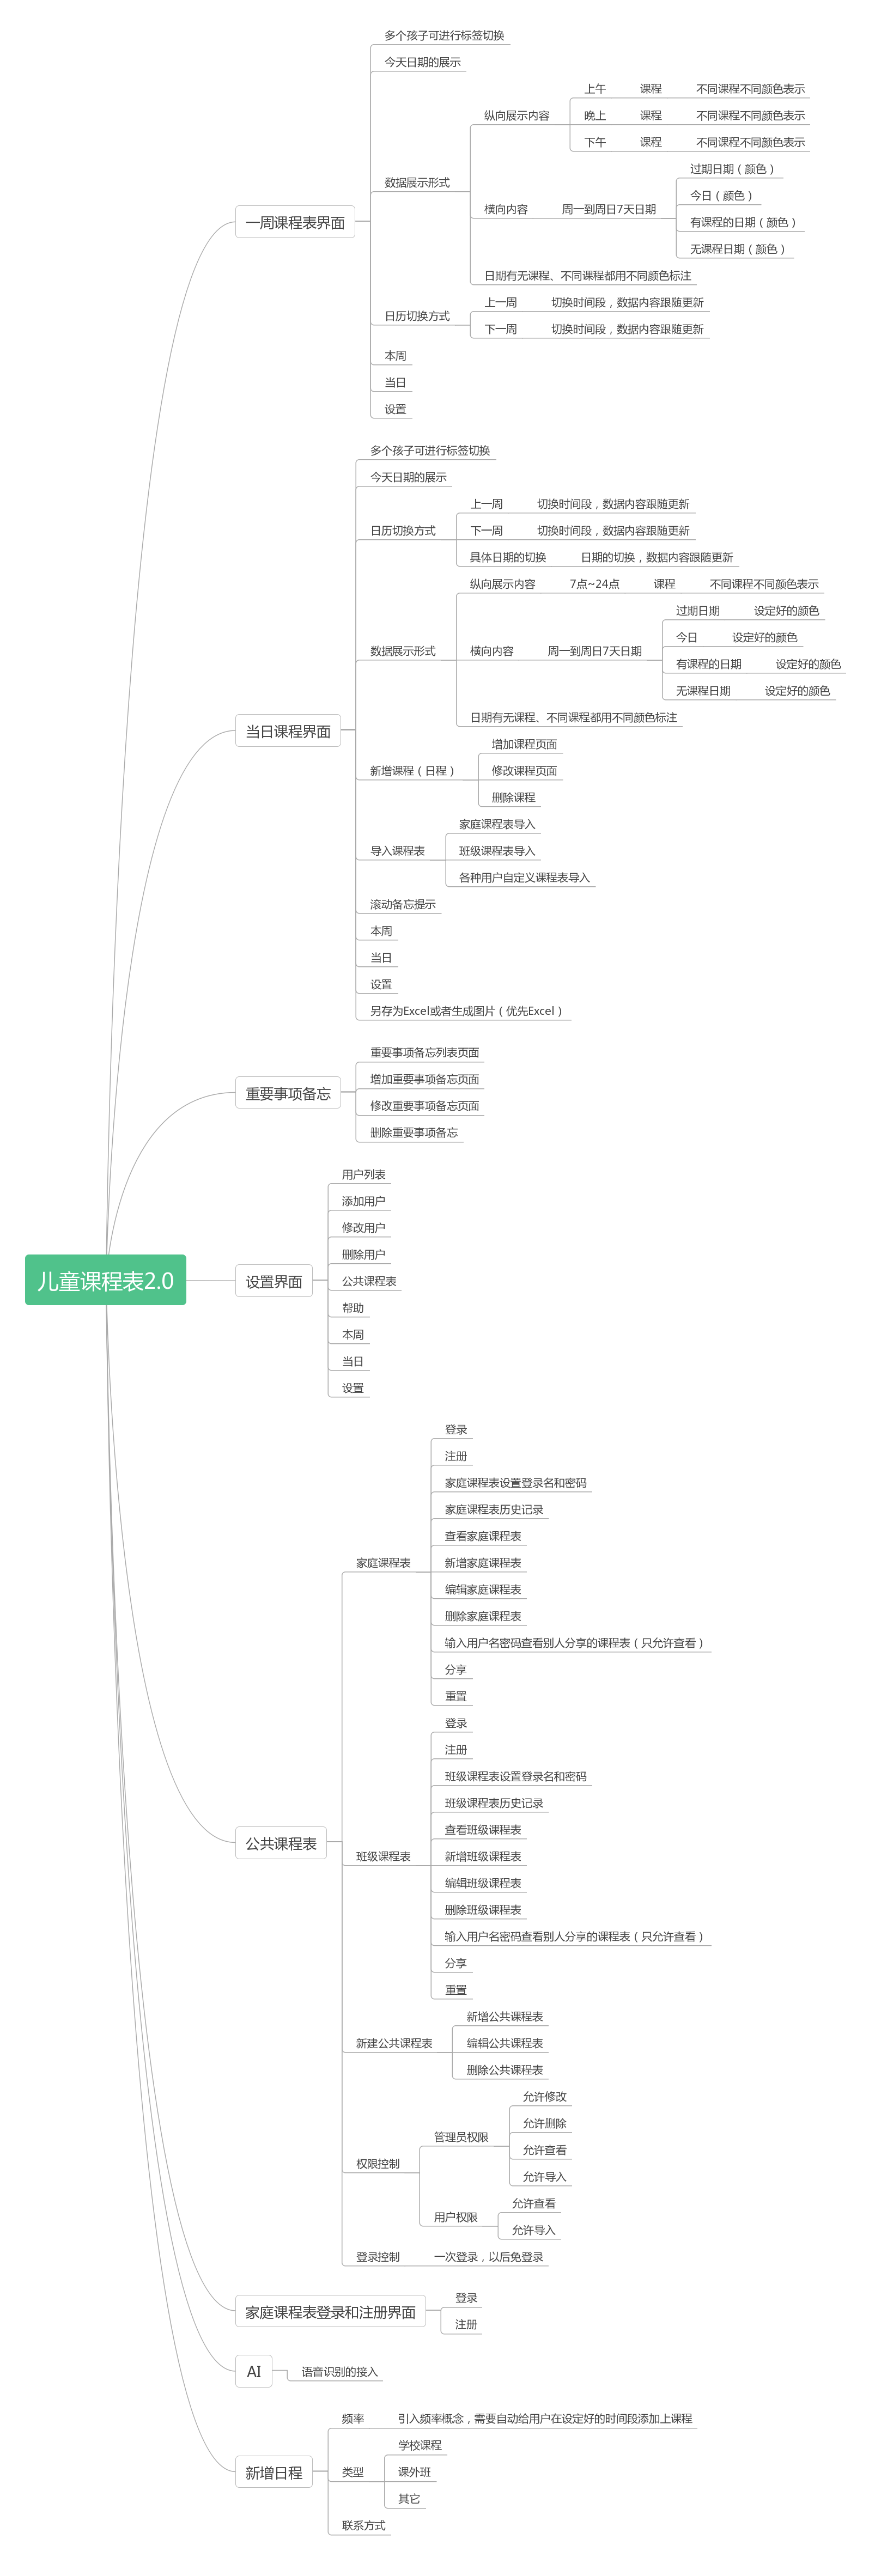 多个孩子可进行标签切换
今天日期的展示
上午 课程 不同课程不同颜色表示
纵向展示内容 晚上 课程 不同课程不同颜色表示
下午 课程 不同课程不同颜色表示
过期日期（颜色）
数据展示形式
今日（颜色）
横向内容 周一到周日7天日期
一周课程表界面
有课程的日期（颜色）
无课程日期（颜色）
日期有无课程、不同课程都用不同颜色标注
上一周 切换时间段，数据内容跟随更新
日历切换方式
下一周 切换时间段，数据内容跟随更新
本周
当日
设置
多个孩子可进行标签切换
今天日期的展示
上一周 切换时间段，数据内容跟随更新
日历切换方式 下一周 切换时间段，数据内容跟随更新
具体日期的切换 日期的切换，数据内容跟随更新
纵向展示内容 7点~24点 课程 不同课程不同颜色表示
过期日期 设定好的颜色
今日 设定好的颜色
数据展示形式 横向内容 周一到周日7天日期
有课程的日期 设定好的颜色
无课程日期 设定好的颜色
日期有无课程、不同课程都用不同颜色标注
当日课程界面
增加课程页面
新增课程（日程） 修改课程页面
删除课程
家庭课程表导入
导入课程表 班级课程表导入
各种用户自定义课程表导入
滚动备忘提示
本周
当日
设置
另存为Excel或者生成图片（优先Excel）
重要事项备忘列表页面
增加重要事项备忘页面
重要事项备忘
修改重要事项备忘页面
删除重要事项备忘
用户列表
添加用户
修改用户
删除用户
儿童课程表2.0 设置界面 公共课程表
帮助
本周
当日
设置
登录
注册
家庭课程表设置登录名和密码
家庭课程表历史记录
查看家庭课程表
家庭课程表 新增家庭课程表
编辑家庭课程表
删除家庭课程表
输入用户名密码查看别人分享的课程表（只允许查看）
分享
重置
登录
注册
班级课程表设置登录名和密码
班级课程表历史记录
查看班级课程表
公共课程表
班级课程表 新增班级课程表
编辑班级课程表
删除班级课程表
输入用户名密码查看别人分享的课程表（只允许查看）
分享
重置
新增公共课程表
新建公共课程表 编辑公共课程表
删除公共课程表
允许修改
允许删除
管理员权限
允许查看
权限控制
允许导入
允许查看
用户权限
允许导入
登录控制 一次登录，以后免登录
登录
家庭课程表登录和注册界面
注册
AI 语音识别的接入
频率 引入频率概念，需要自动给用户在设定好的时间段添加上课程
学校课程
新增日程 类型 课外班
其它
联系方式